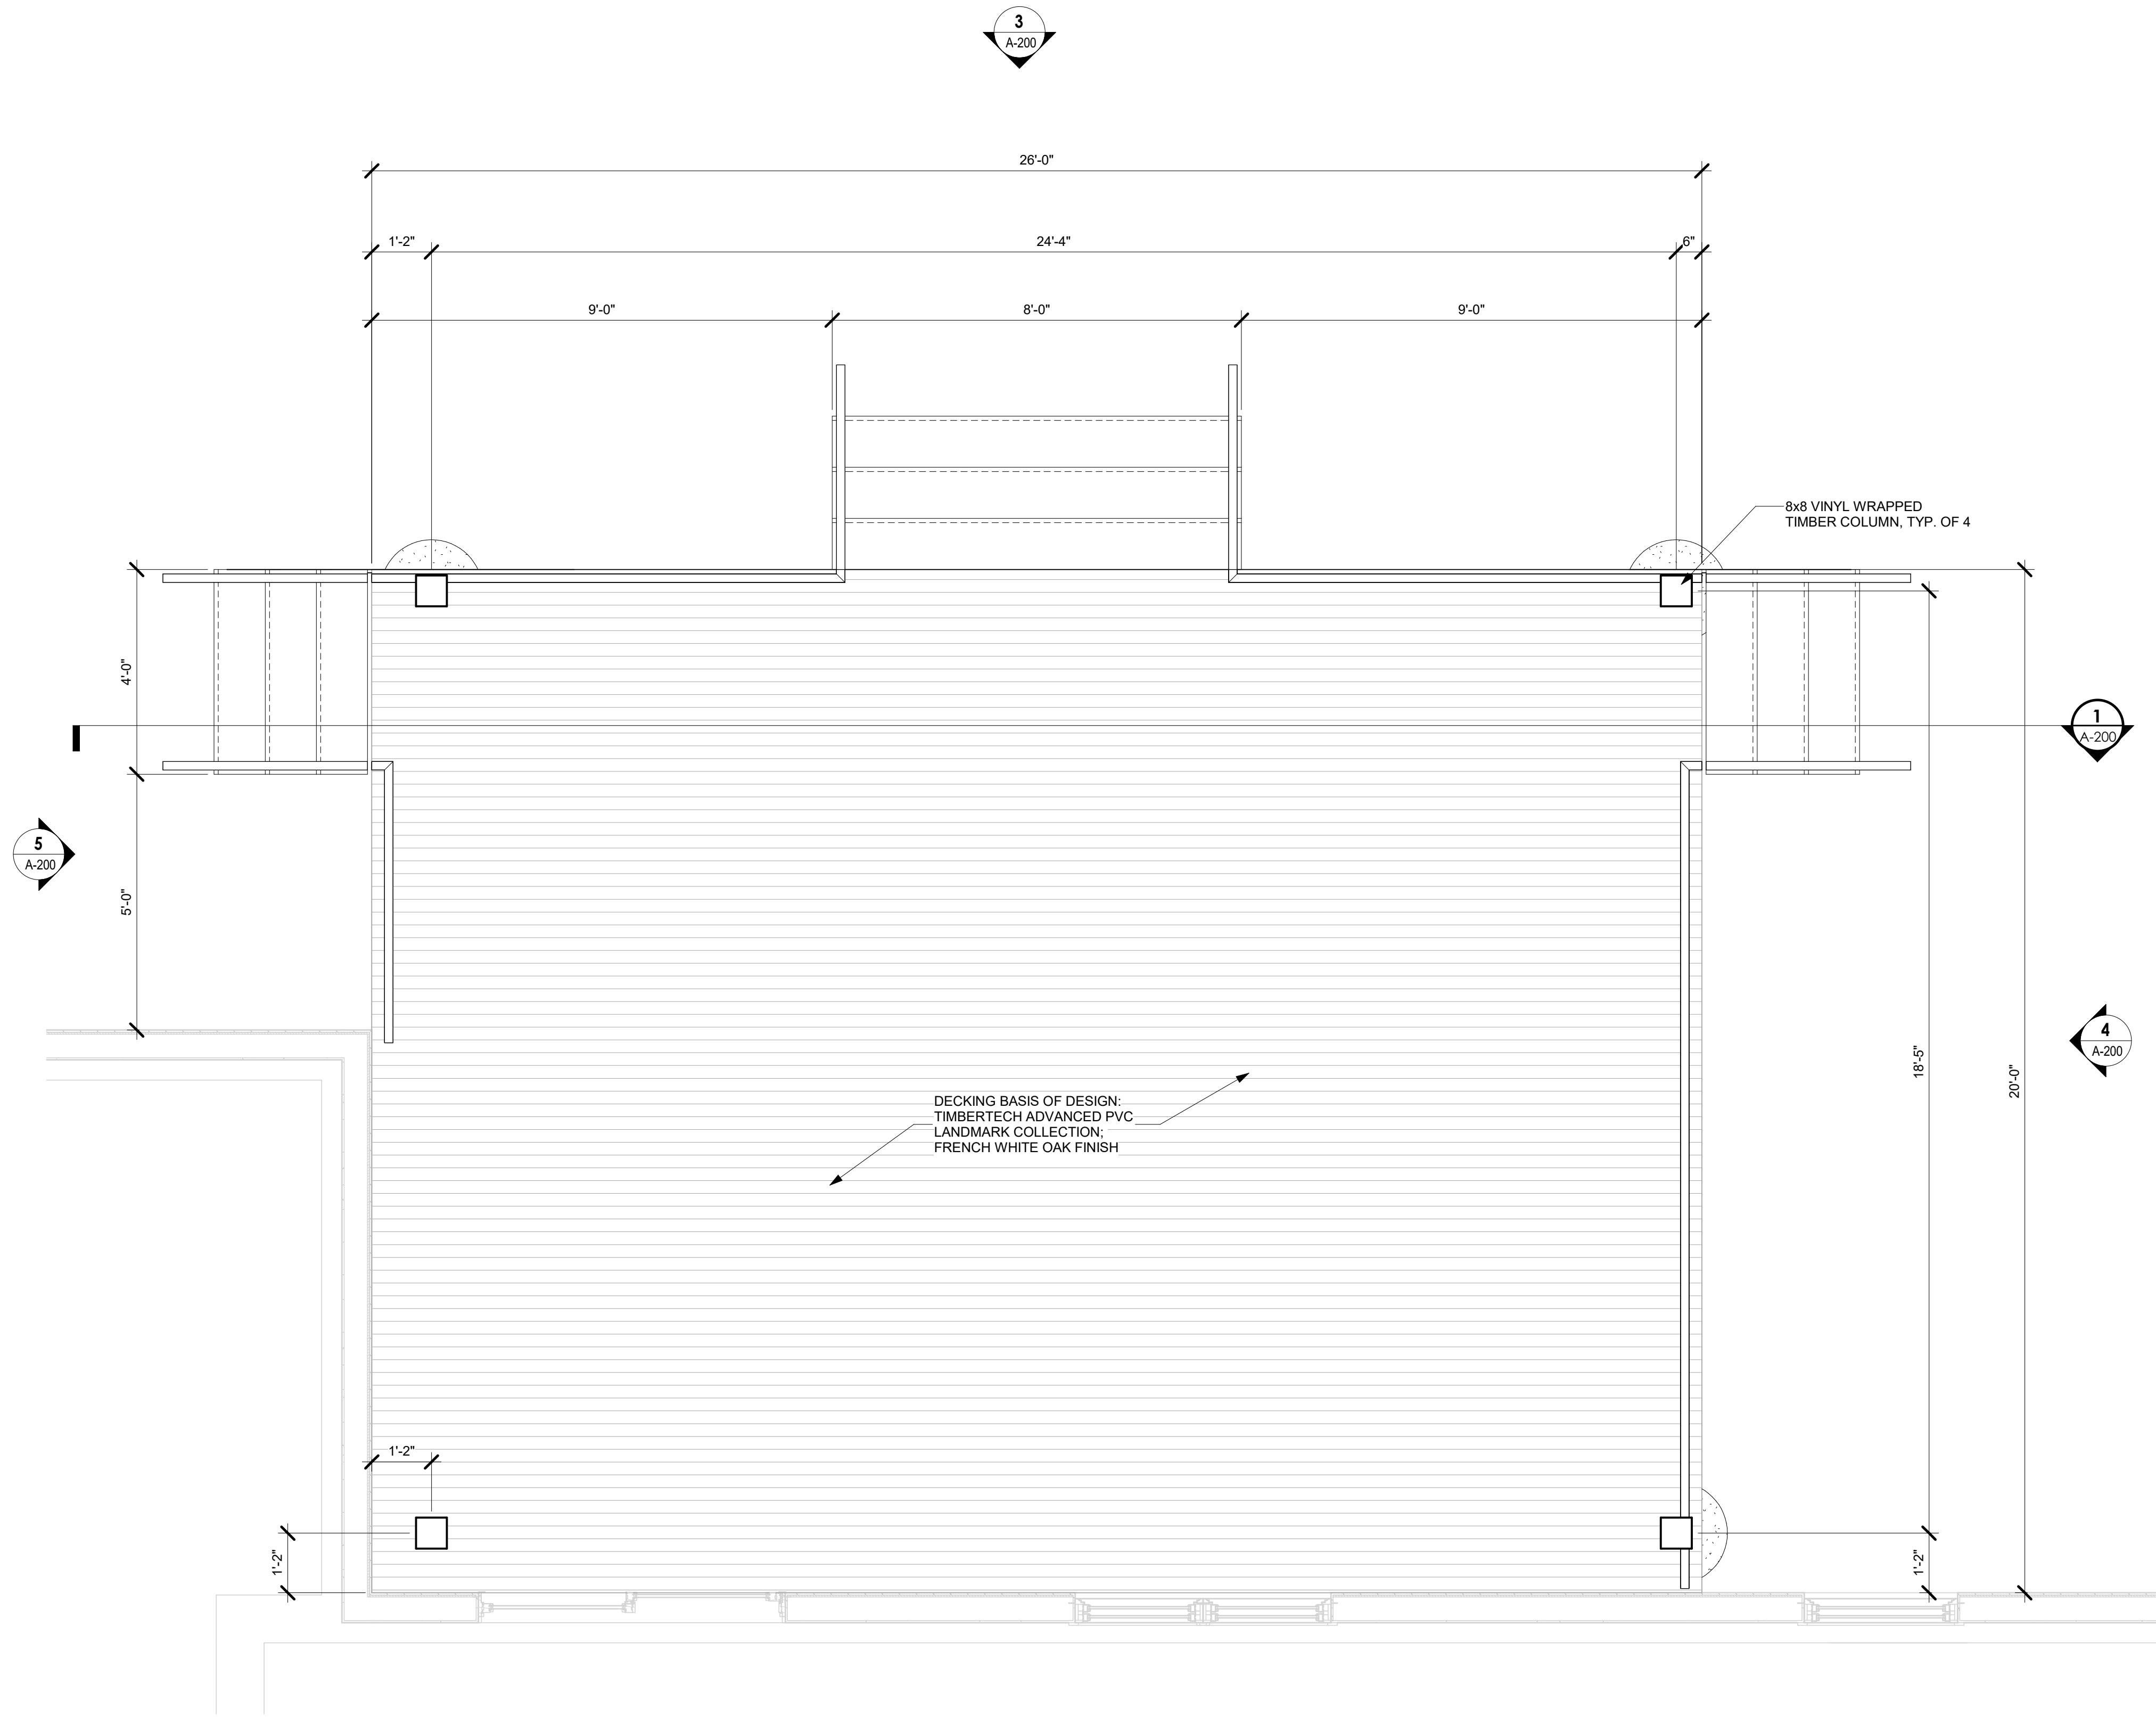 3
A-200
26'-0"
1'-2"
24'-4"
6"
9'-0"
8'-0"
9'-0"
8x8 VINYL WRAPPED
TIMBER COLUMN, TYP. OF 4
4'-0"
1
A-200
5
A-200
5'-0"
4
A-200
18'-5"
20'-0"
DECKING BASIS OF DESIGN:
TIMBERTECH ADVANCED PVC
LANDMARK COLLECTION;
FRENCH WHITE OAK FINISH
1'-2"
1'-2"
1'-2"